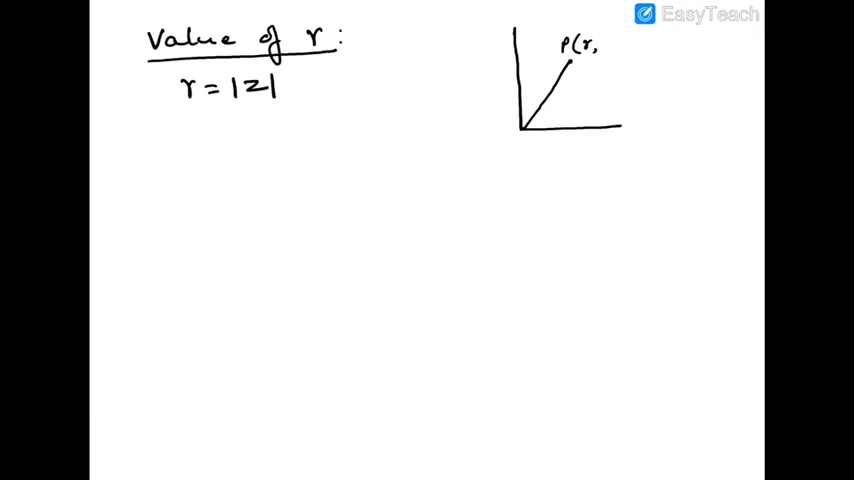 EasyTeach
Value of r :
P(r,
r = |z|